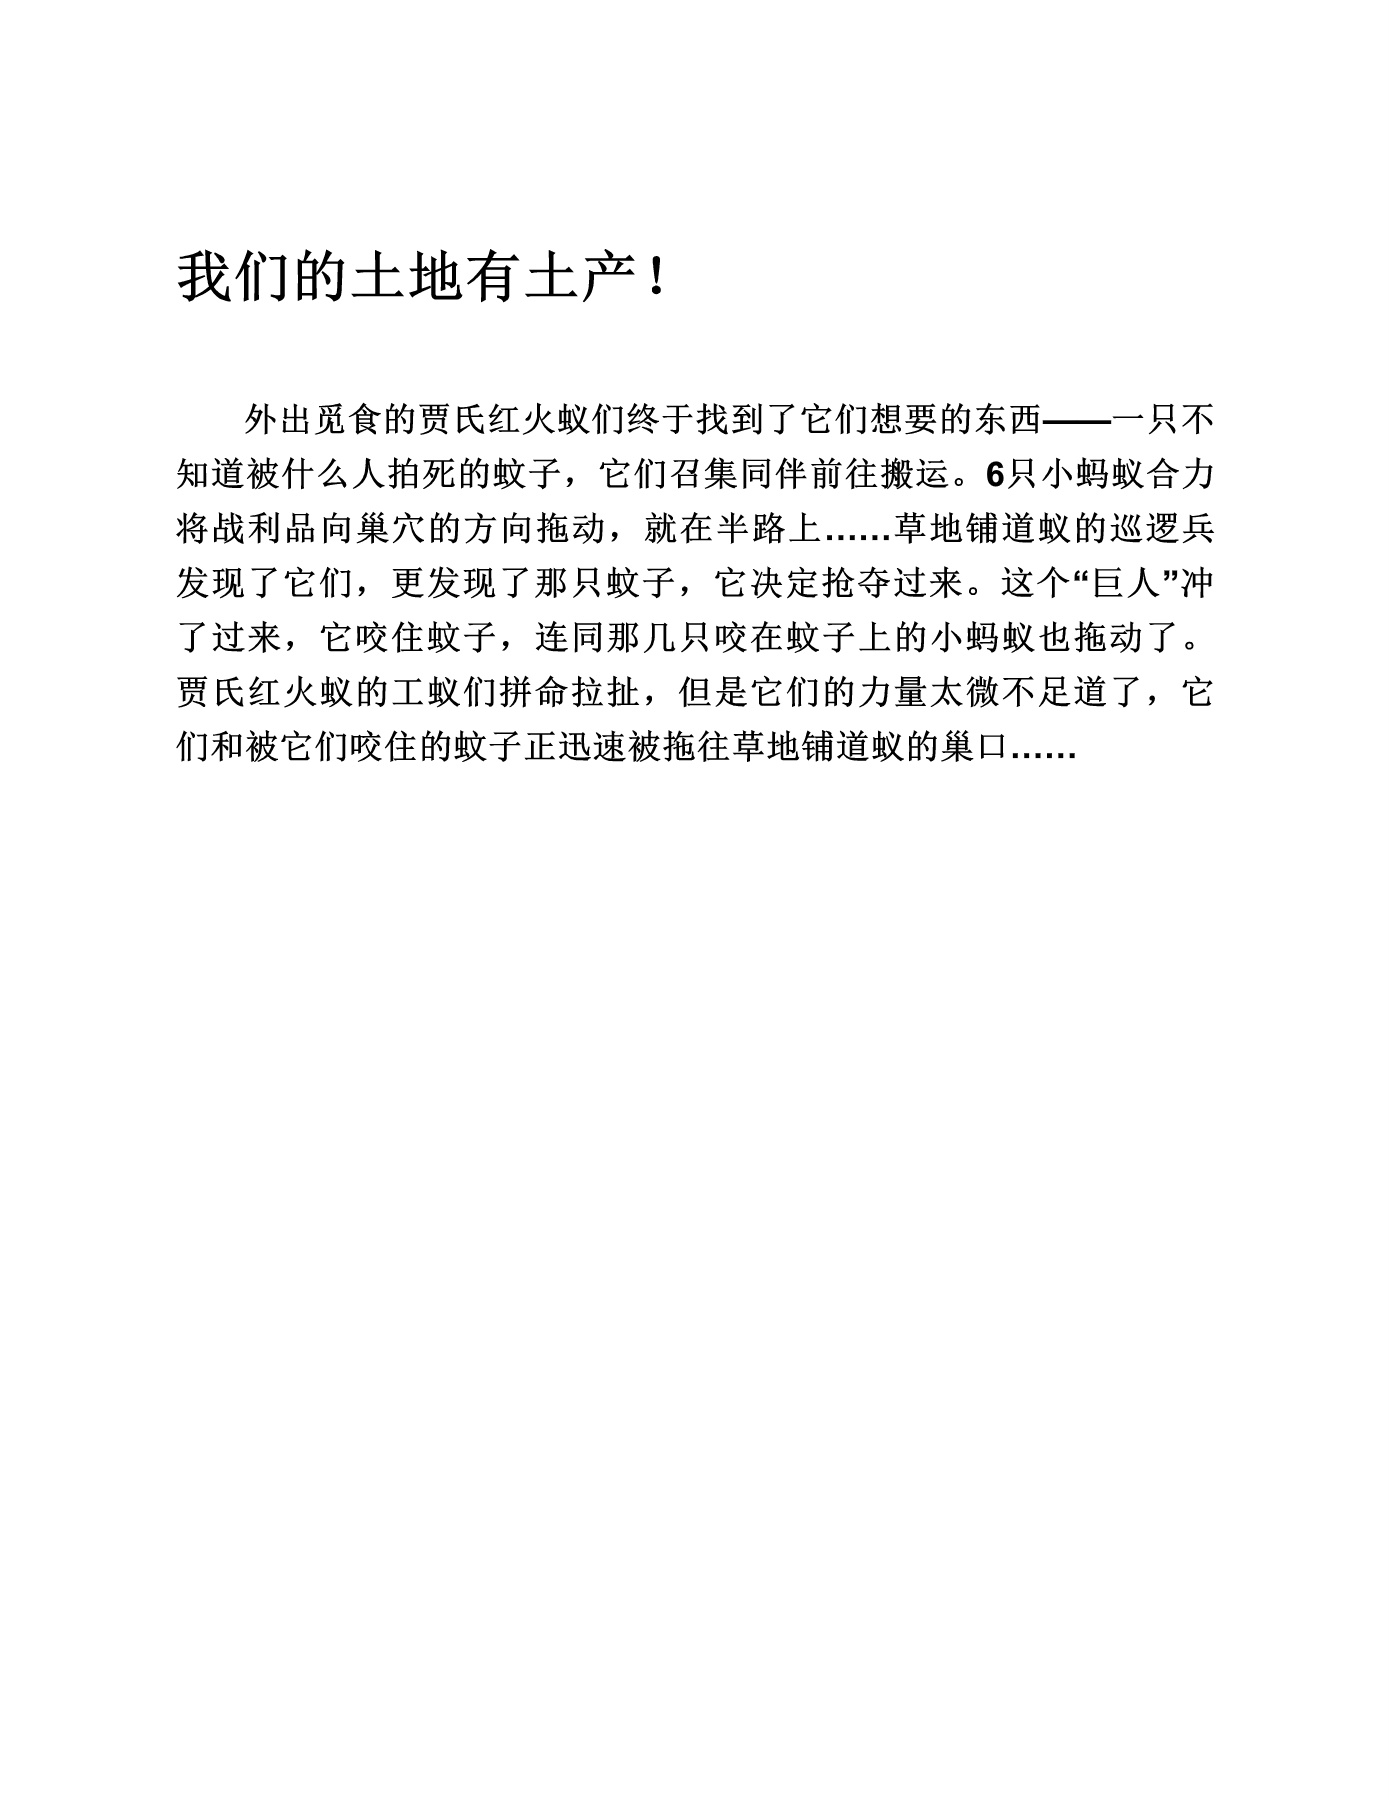 我们的土地有土产！
外出觅食的贾氏红火蚁们终于找到了它们想要的东西——一只不
知道被什么人拍死的蚊子，它们召集同伴前往搬运。6只小蚂蚁合力
将战利品向巢穴的方向拖动，就在半路上……草地铺道蚁的巡逻兵
发现了它们，更发现了那只蚊子，它决定抢夺过来。这个“巨人”冲
了过来，它咬住蚊子，连同那几只咬在蚊子上的小蚂蚁也拖动了。
贾氏红火蚁的工蚁们拼命拉扯，但是它们的力量太微不足道了，它
们和被它们咬住的蚊子正迅速被拖往草地铺道蚁的巢口……